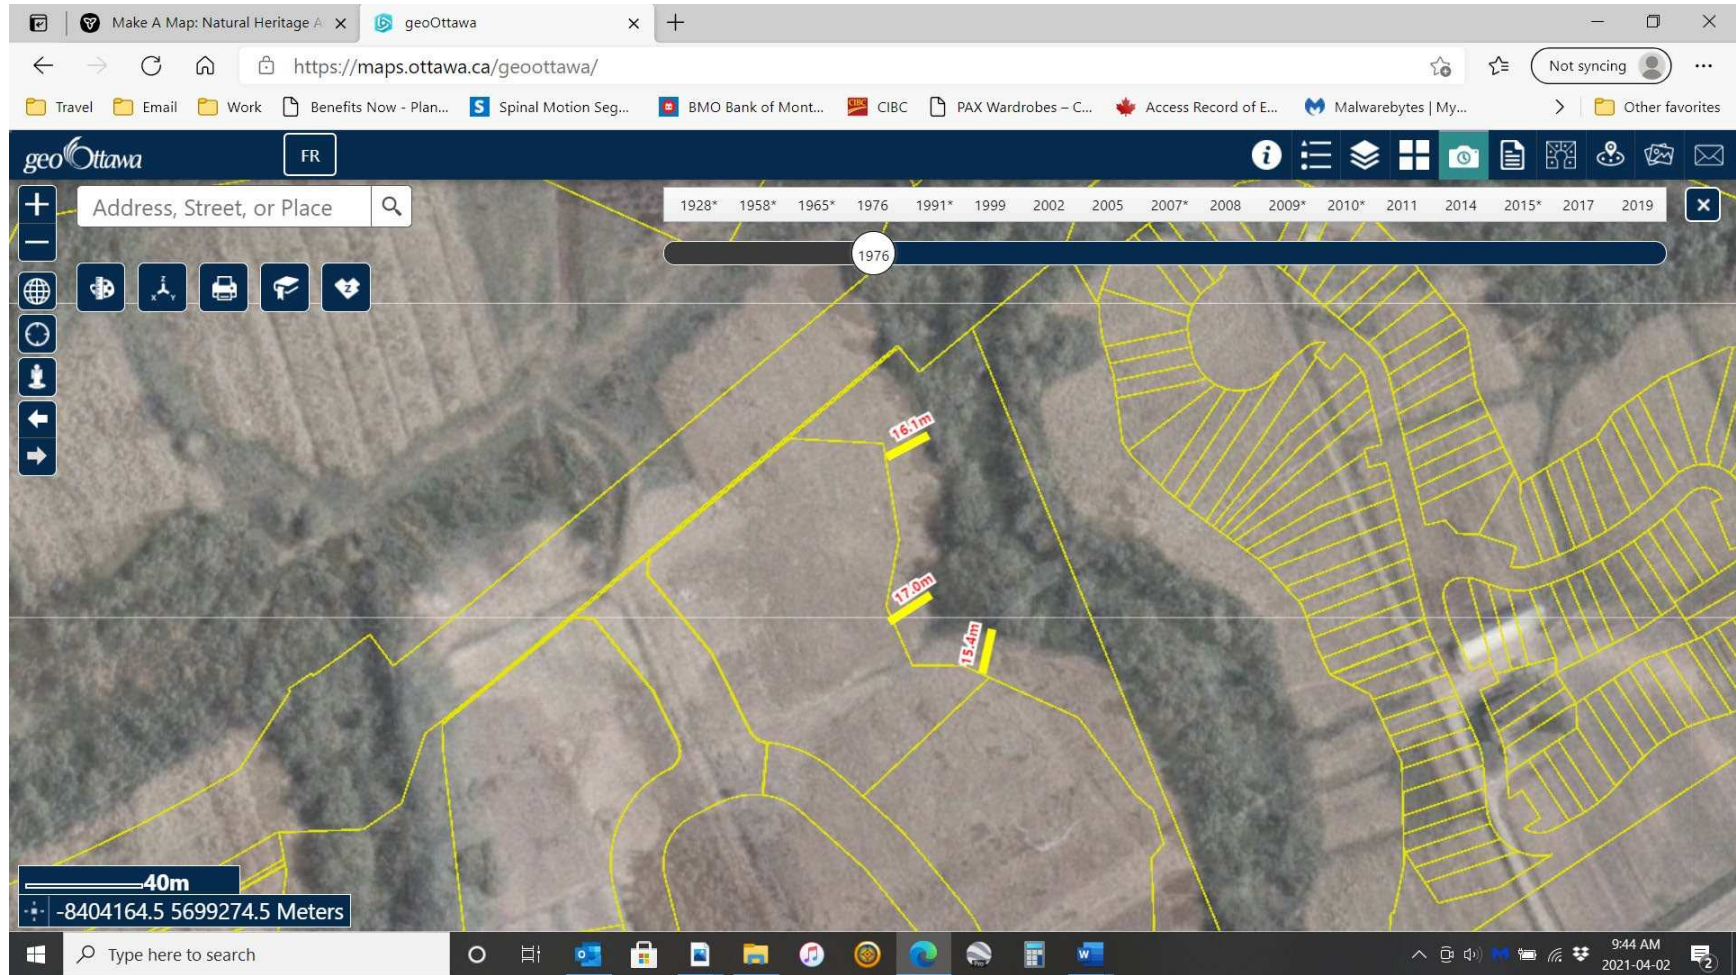 Make A Map: Natural Heritage A
geoOttawa
https://maps.ottawa.ca/geoottawa/
Not syncing
Travel
Email
Work
Benefits Now - Plan...
Spinal Motion Seg...
BMO Bank of Mont...
CIBC
PAX Wardrobes – C...
Access Record of E...
Malwarebytes | My...
Other favorites
geoOttawa
FR
Address, Street, or Place
1928* 1958* 1965* 1976 1991* 1999 2002 2005 2007* 2008 2009* 2010* 2011 2014 2015* 2017 2019
1976
16.1m
17.0m
15.4m
40m
-8404164.5 5699274.5 Meters
Type here to search
9:44 AM
2021-04-02
2